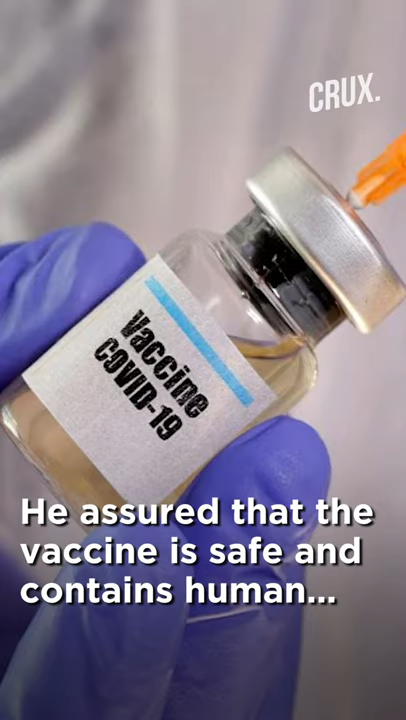 CRUX.
vaccine
COVID-19
He assured that the
vaccine is safe and
contains human...